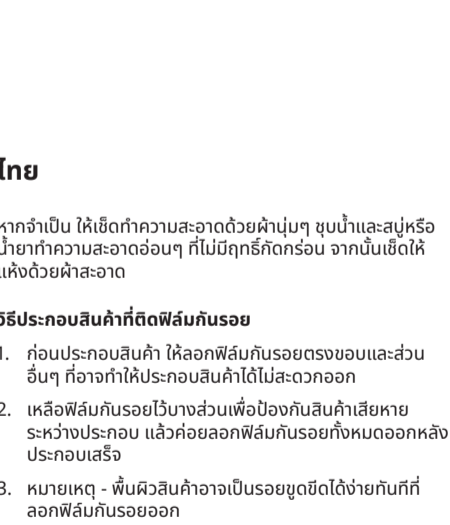 ไทย
หากจำเป็น ให้เช็ดทำความสะอาดด้วยผ้านุ่มๆ ชุบน้ำและสบู่หรือ
น้ำยาทำความสะอาดอ่อนๆ ที่ไม่มีฤทธิ์กัดกร่อน จากนั้นเช็ดให้
แห้งด้วยผ้าสะอาด
วิธีประกอบสินค้าที่ติดฟิล์มกันรอย
1. ก่อนประกอบสินค้า ให้ลอกฟิล์มกันรอยตรงขอบและส่วน
อื่นๆ ที่อาจทำให้ประกอบสินค้าได้ไม่สะดวกออก
2. เหลือฟิล์มกันรอยไว้บางส่วนเพื่อป้องกันสินค้าเสียหาย
ระหว่างประกอบ แล้วค่อยลอกฟิล์มกันรอยทั้งหมดออกหลัง
ประกอบเสร็จ
3. หมายเหตุ - พื้นผิวสินค้าอาจเป็นรอยขูดขีดได้ง่ายทันทีที่
ลอกฟิล์มกันรอยออก